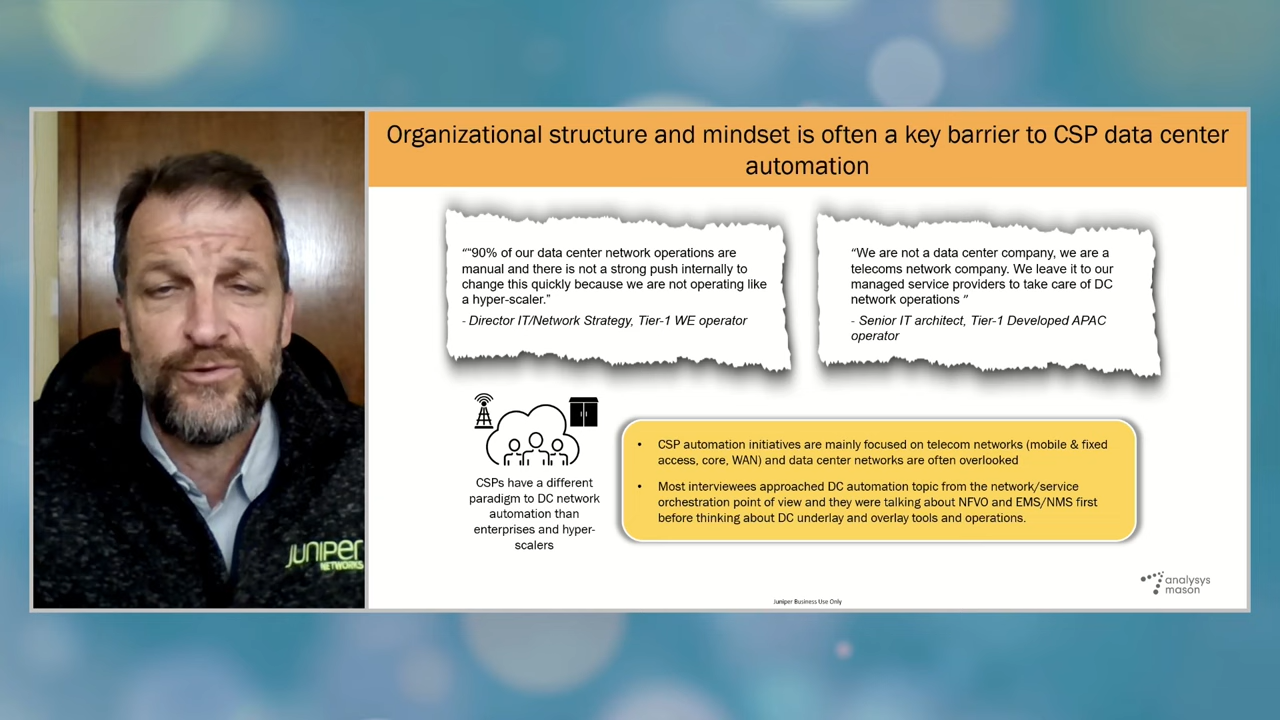 Organizational structure and mindset is often a key barrier to CSP data center
automation
““90% of our data center network operations are
manual and there is not a strong push internally to
change this quickly because we are not operating like
a hyper-scaler.”
- Director IT/Network Strategy, Tier-1 WE operator
“We are not a data center company, we are a
telecoms network company. We leave it to our
managed service providers to take care of DC
network operations ”
- Senior IT architect, Tier-1 Developed APAC
operator
CSPs have a different
paradigm to DC network
automation than
enterprises and hyper-
scalers
• CSP automation initiatives are mainly focused on telecom networks (mobile & fixed
access, core, WAN) and data center networks are often overlooked
• Most interviewees approached DC automation topic from the network/service
orchestration point of view and they were talking about NFVO and EMS/NMS first
before thinking about DC underlay and overlay tools and operations.
JUNIPEr
NETWORKS
analysys
mason
Juniper Business Use Only